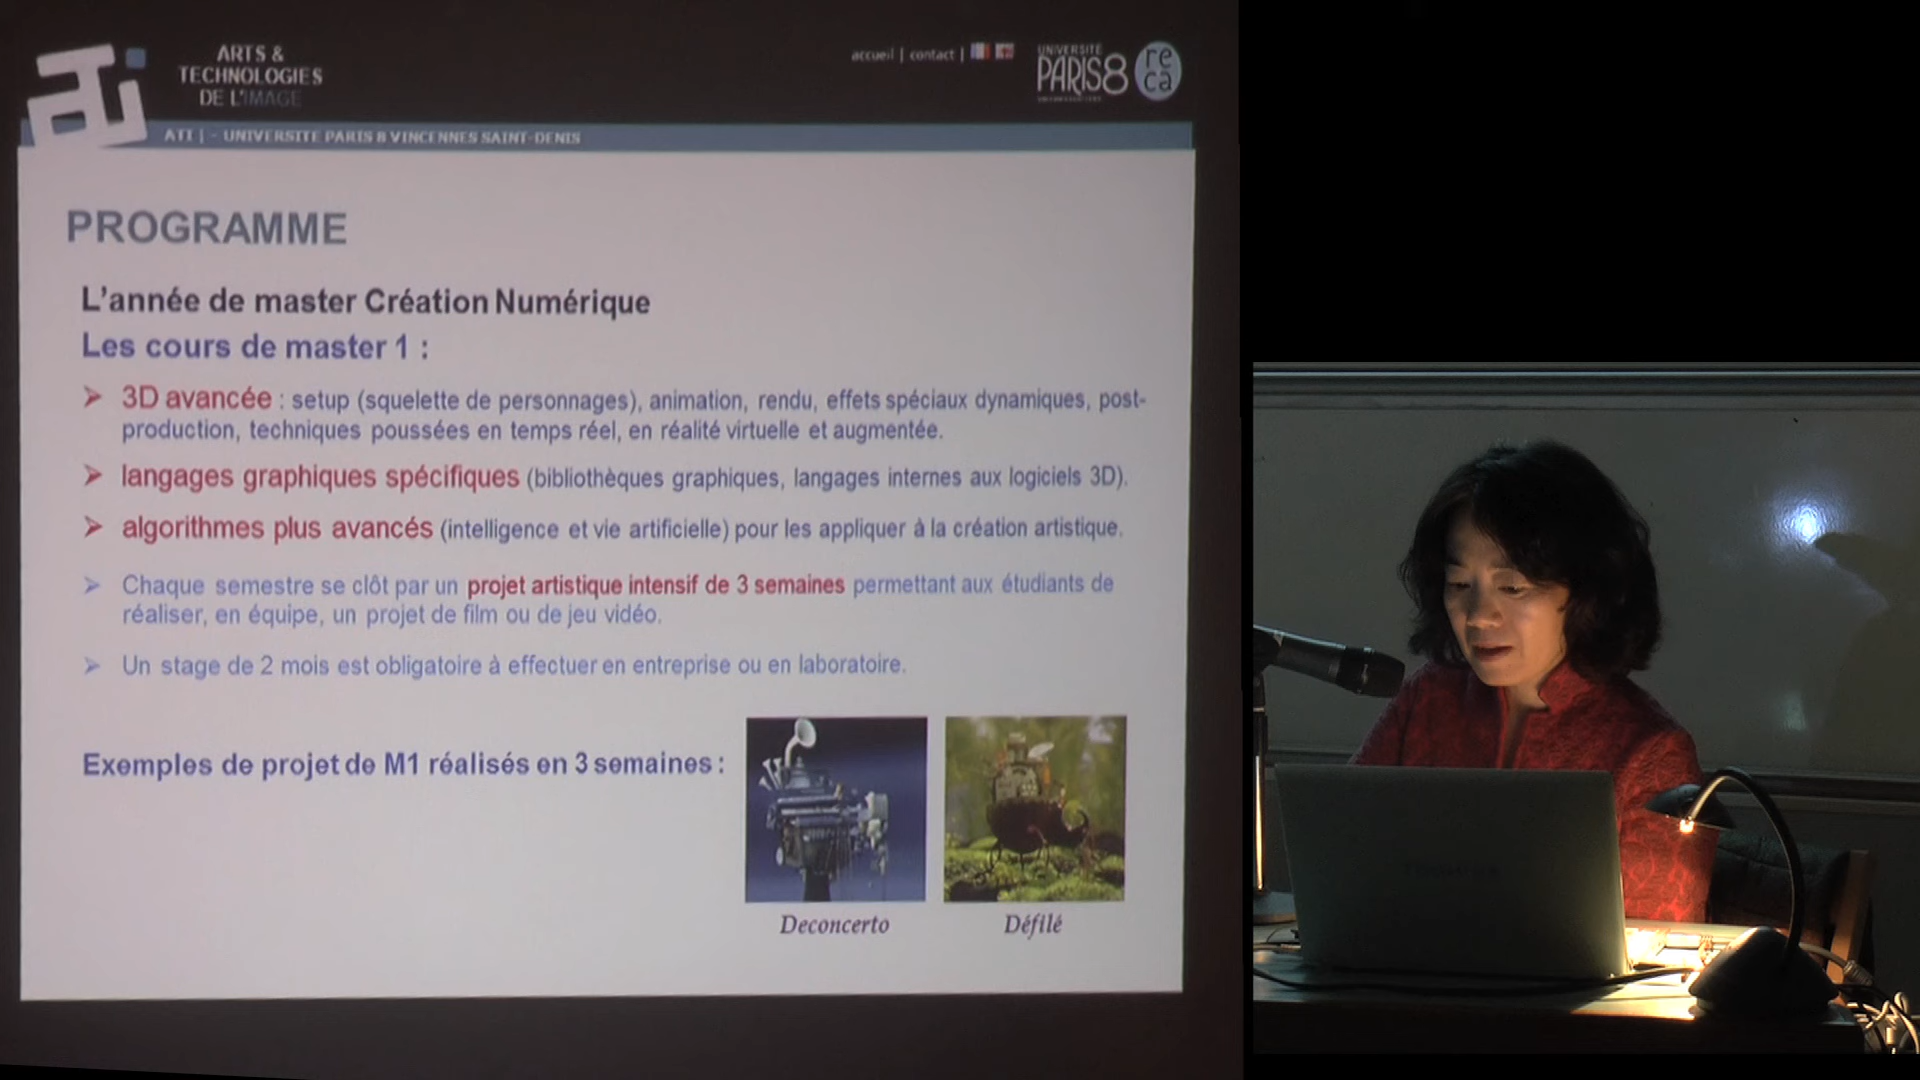 ARTS &
TECHNOLOGIES
DE L'IMAGE
accueil | contact |
UNIVERSITÉ
PARIS8
re
ca
ATI | - UNIVERSITE PARIS 8 VINCENNES SAINT-DENIS
PROGRAMME
L'année de master Création Numérique
Les cours de master 1 :
➤ 3D avancée : setup (squelette de personnages), animation, rendu, effets spéciaux dynamiques, post-
production, techniques poussées en temps réel, en réalité virtuelle et augmentée.
➤ langages graphiques spécifiques (bibliothèques graphiques, langages internes aux logiciels 3D).
➤ algorithmes plus avancés (intelligence et vie artificielle) pour les appliquer à la création artistique.
➤ Chaque semestre se clôt par un projet artistique intensif de 3 semaines permettant aux étudiants de
réaliser, en équipe, un projet de film ou de jeu vidéo.
➤ Un stage de 2 mois est obligatoire à effectuer en entreprise ou en laboratoire.
Exemples de projet de M1 réalisés en 3 semaines :
Deconcerto
Défilé